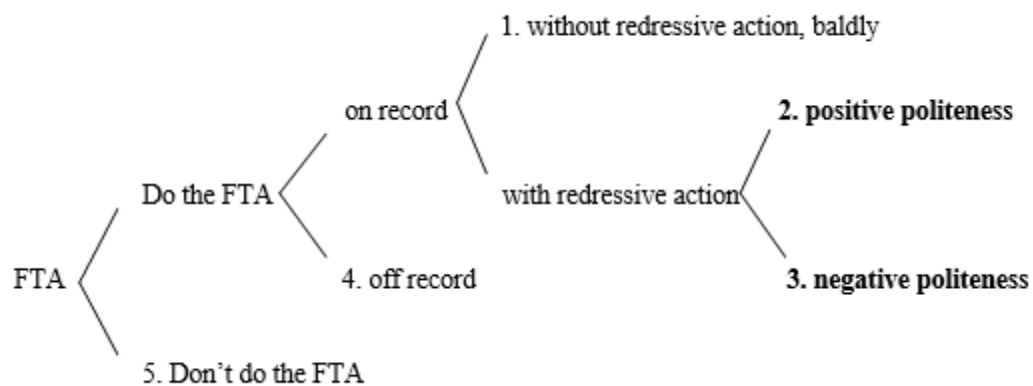 1. without redressive action, baldly
on record
2. positive politeness
Do the FTA
with redressive action
FTA
4. off record
3. negative politeness
5. Don’t do the FTA